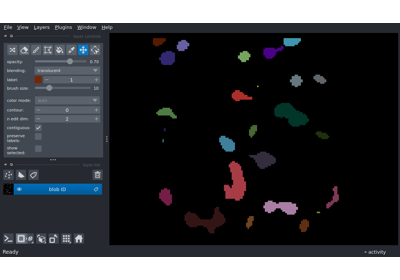 File View Layers Plugins Window Help
opacity: 0.70
blending: translucent
label: 1
brush size: 10
color mode:
contour: 0
n edit dim: 2
contiguous:
preserve labels:
show selected:
blob ID
Ready
activity